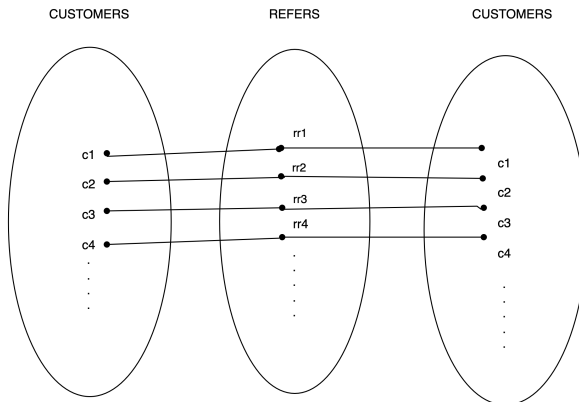 CUSTOMERS REFERS CUSTOMERS
rr1
c1 c1
rr2
c2 c2
rr3
c3 c3
rr4
c4 c4